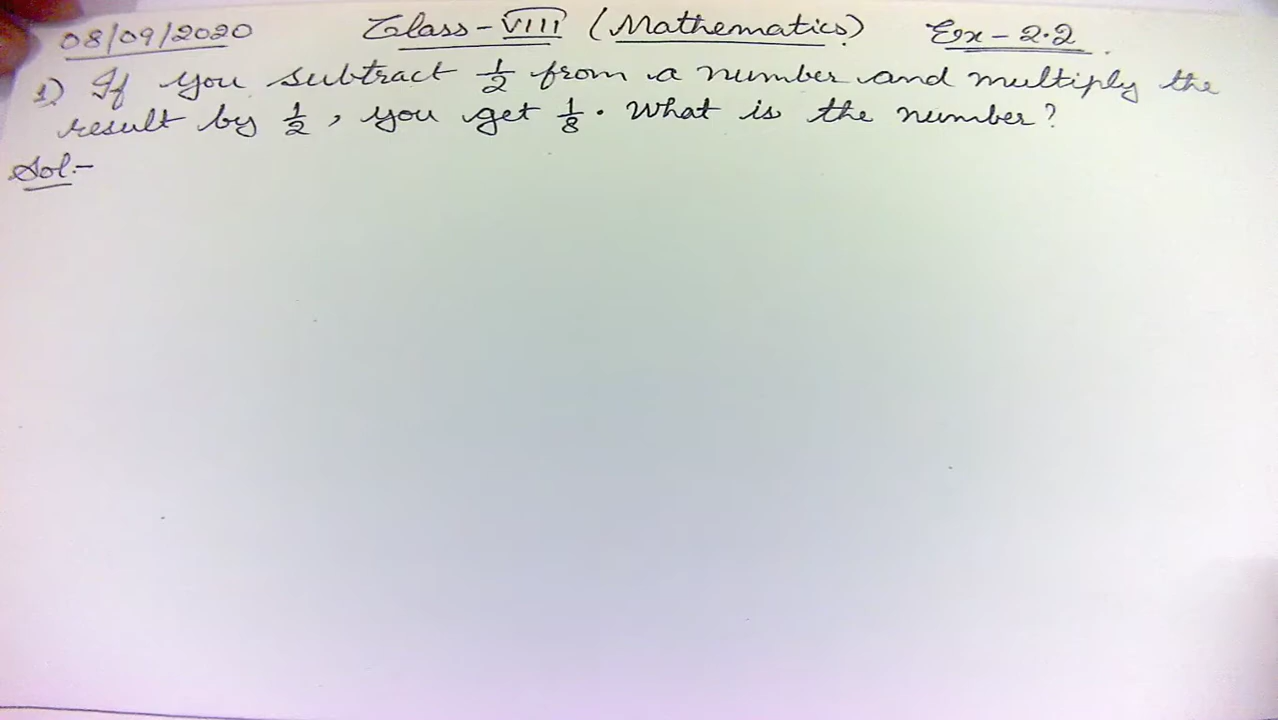 08/09/2020 Class-VIII (Mathematics) Ex-2.2
1) If you subtract 1/2 from a number and multiply the
result by 1/2, you get 1/8. What is the number?
Sol:-